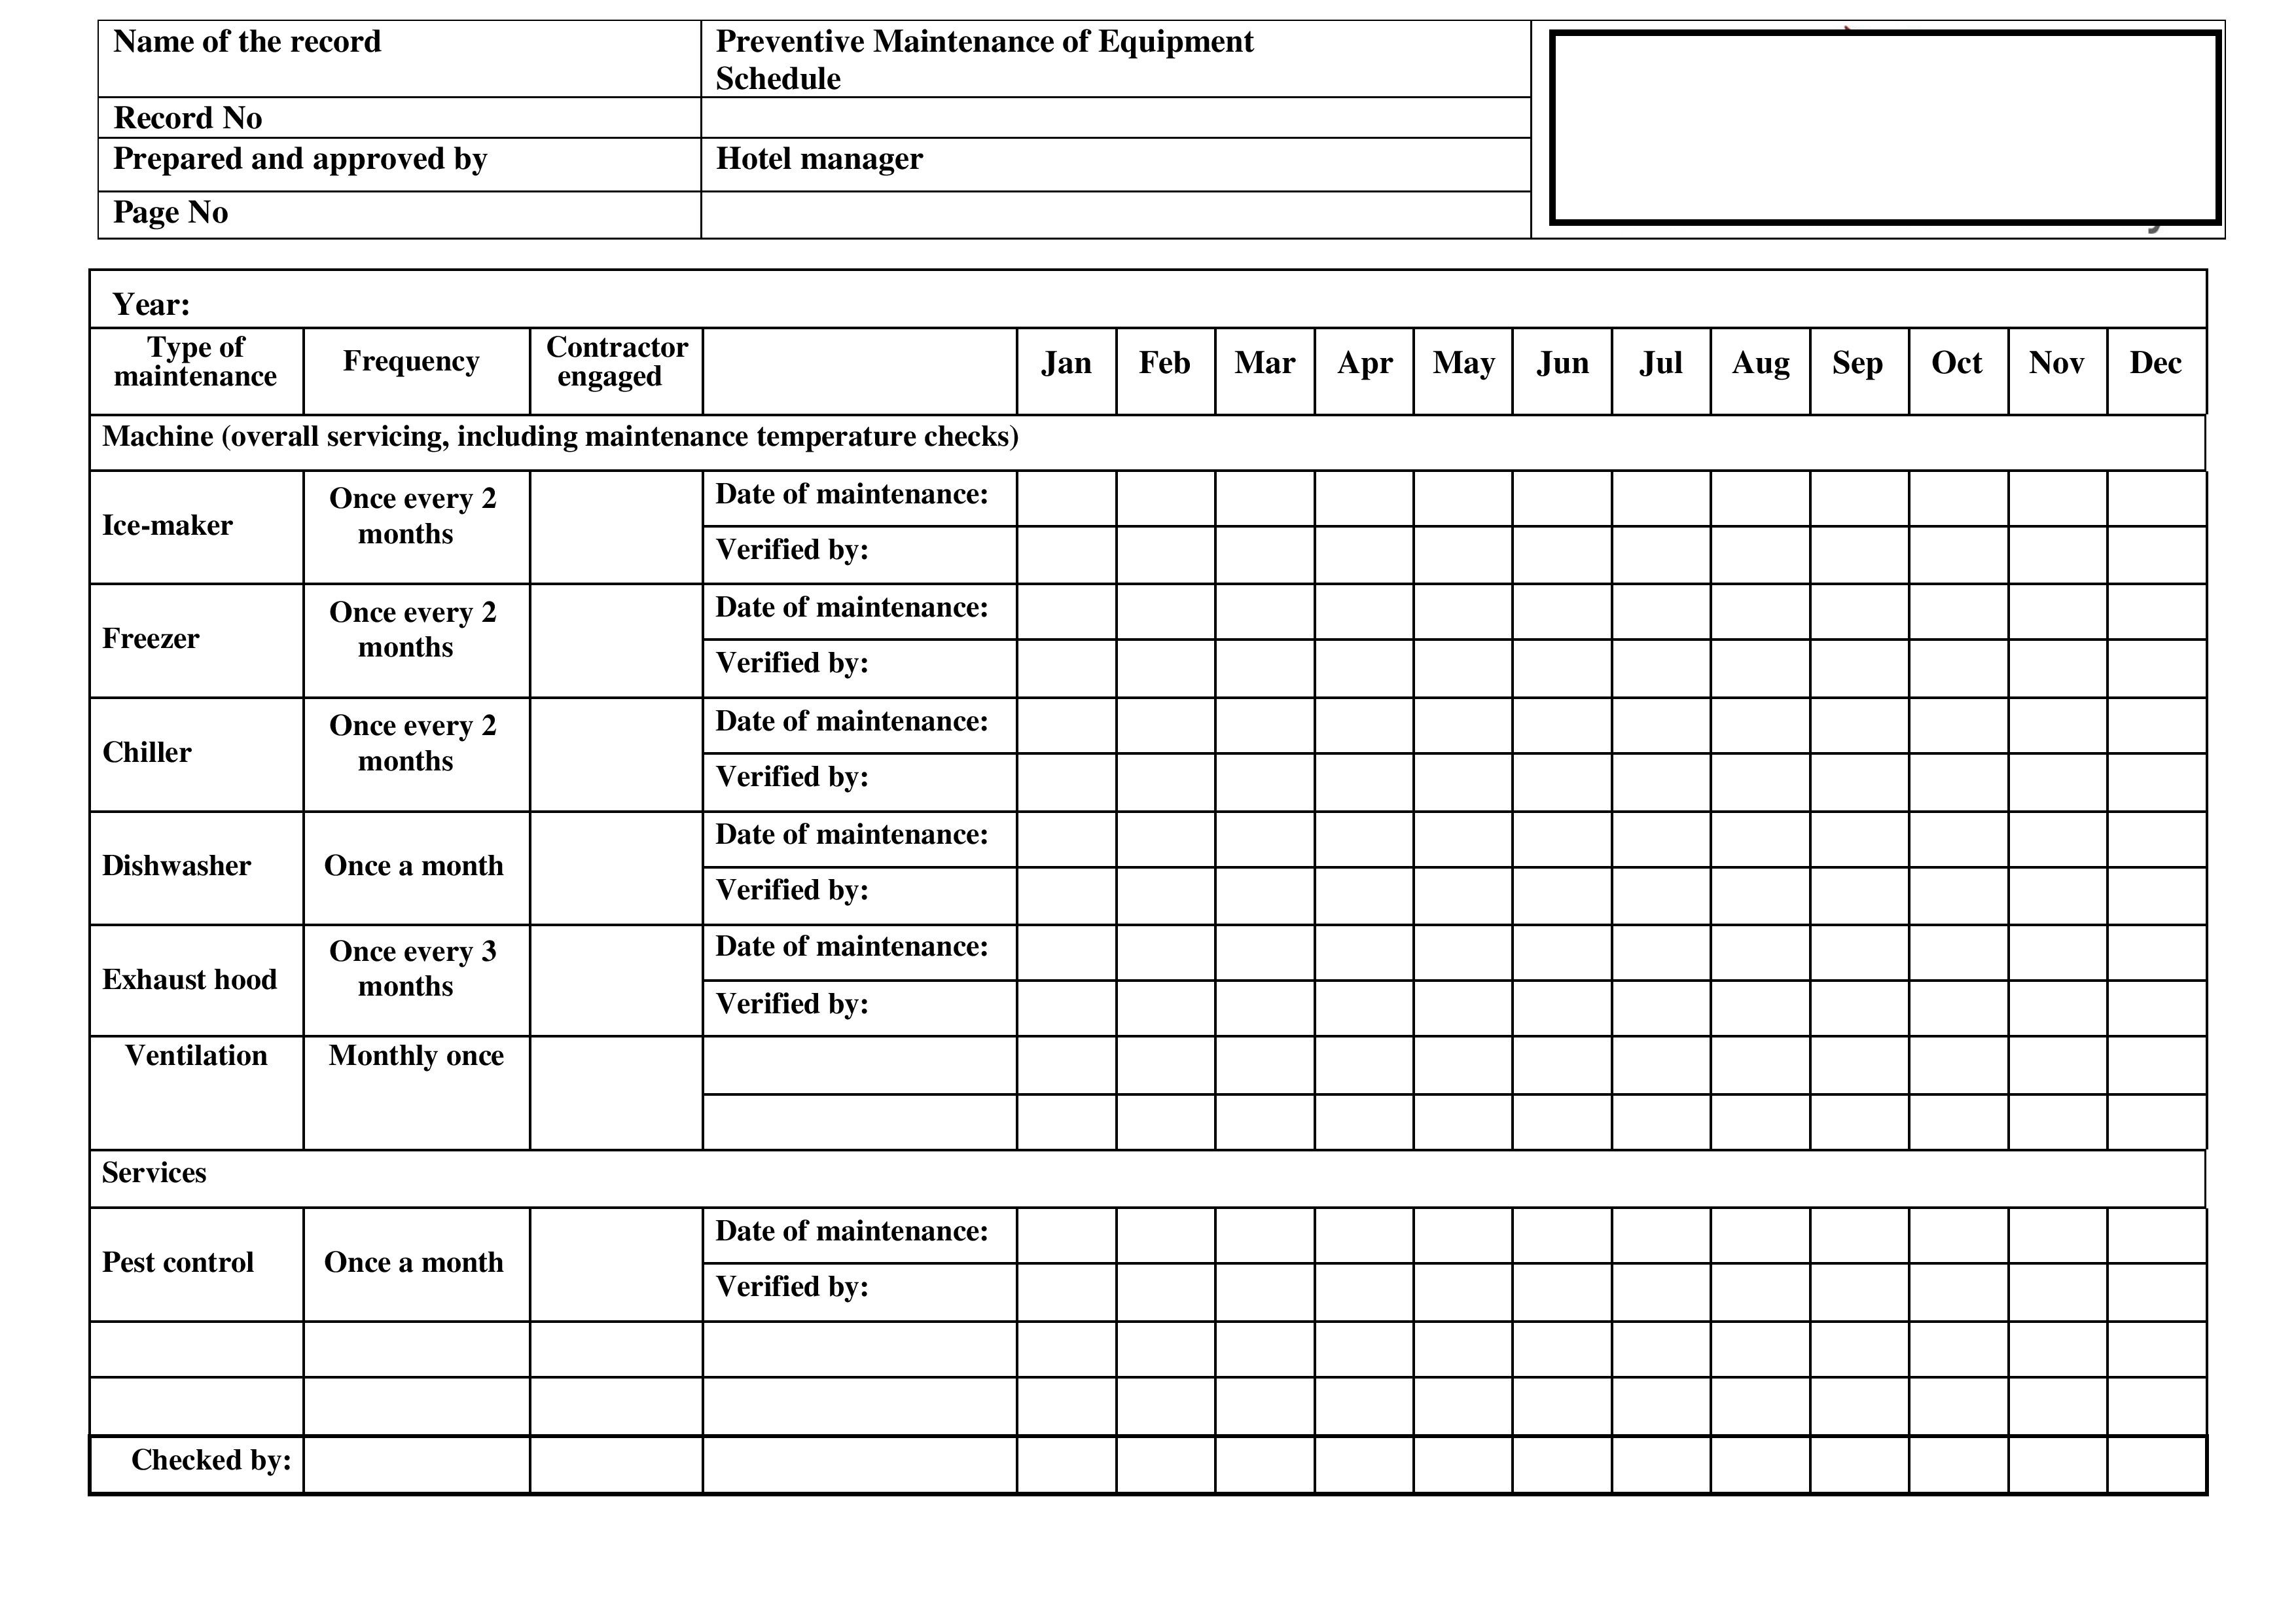 Name of the record
Preventive Maintenance of Equipment
Schedule
Record No
Prepared and approved by
Hotel manager
Page No
Year:
Type of
maintenance
Frequency
Contractor
engaged
Jan
Feb
Mar
Apr
May
Jun
Jul
Aug
Sep
Oct
Nov
Dec
Machine (overall servicing, including maintenance temperature checks)
Ice-maker
Once every 2
months
Date of maintenance:
Verified by:
Freezer
Once every 2
months
Date of maintenance:
Verified by:
Chiller
Once every 2
months
Date of maintenance:
Verified by:
Dishwasher
Once a month
Date of maintenance:
Verified by:
Exhaust hood
Once every 3
months
Date of maintenance:
Verified by:
Ventilation
Monthly once
Services
Pest control
Once a month
Date of maintenance:
Verified by:
Checked by: